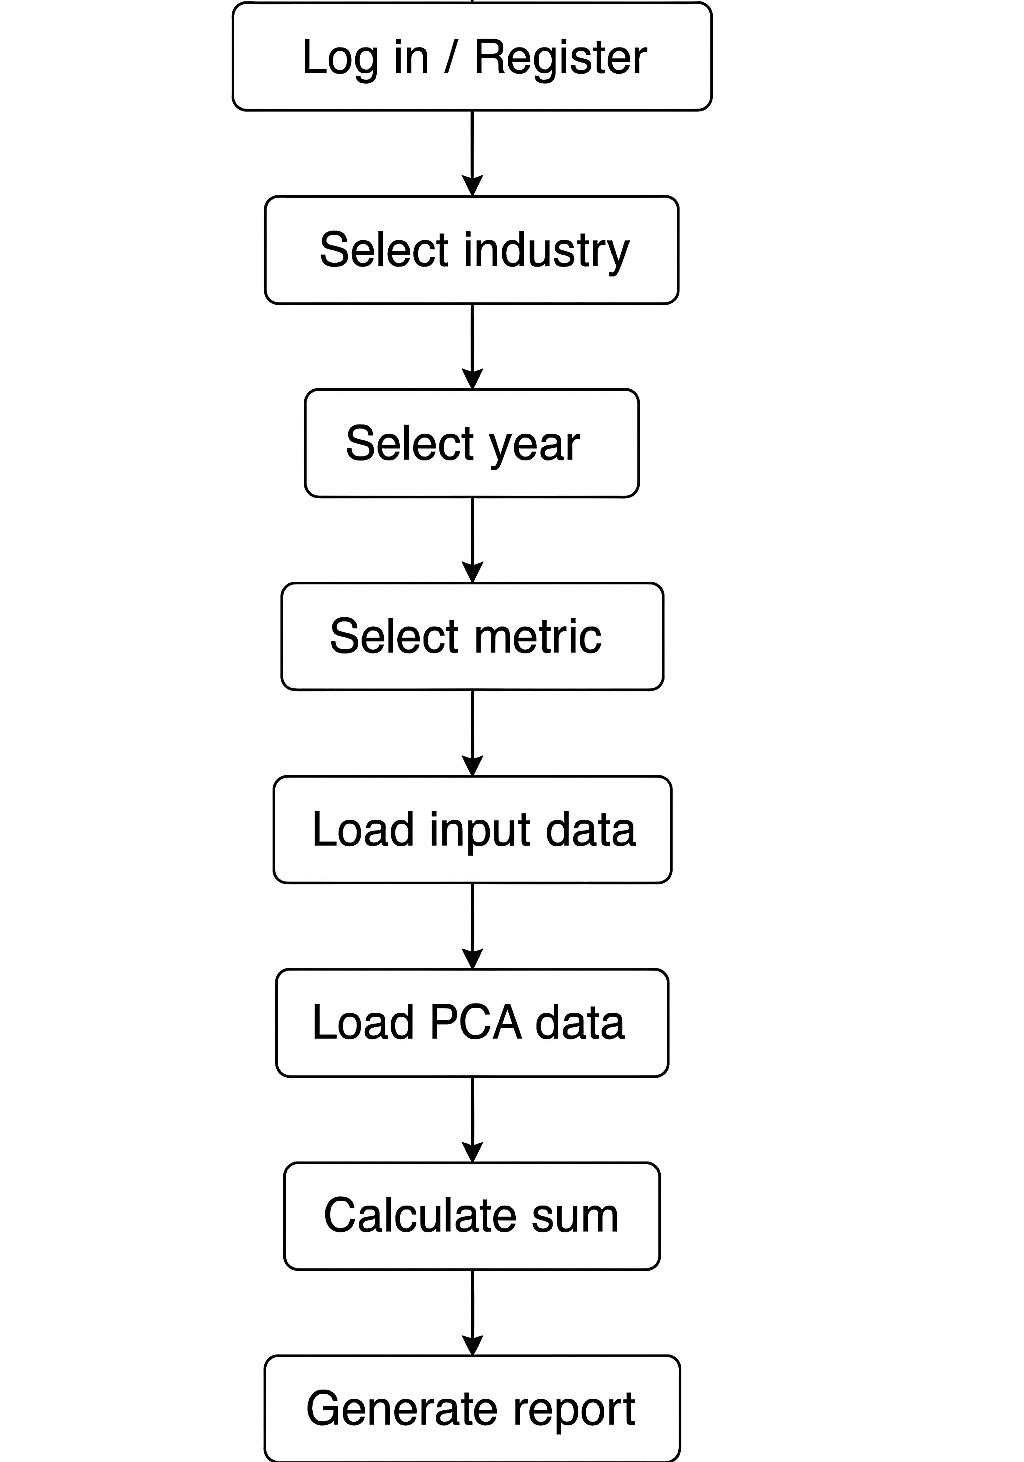 Log in / Register
Select industry
Select year
Select metric
Load input data
Load PCA data
Calculate sum
Generate report